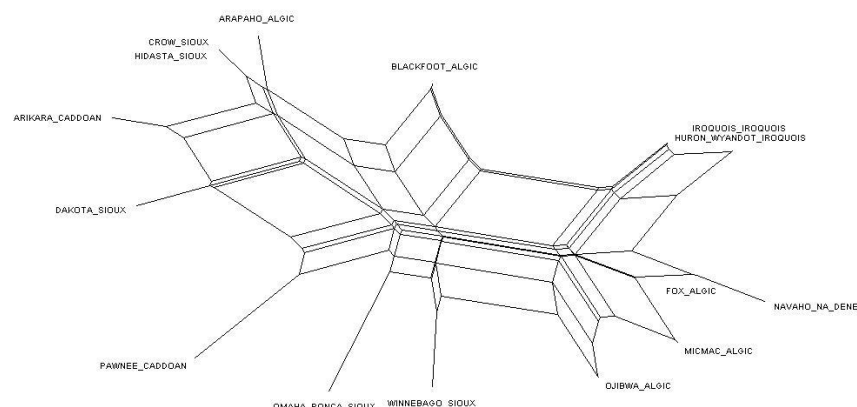 ARAPAHO_ALGIC
CROW_SIOUX
HIDASTA_SIOUX
BLACKFOOT_ALGIC
ARIKARA_CADDOAN
IROQUOIS_IROQUOIS
HURON_WYANDOT_IROQUOIS
DAKOTA_SIOUX
FOX_ALGIC
NAVAHO_NA_DENE
MICMAC_ALGIC
PAWNEE_CADDOAN
OJIBWA_ALGIC
OMAHA_PONCA_SIOUX
WINNEBAGO_SIOUX